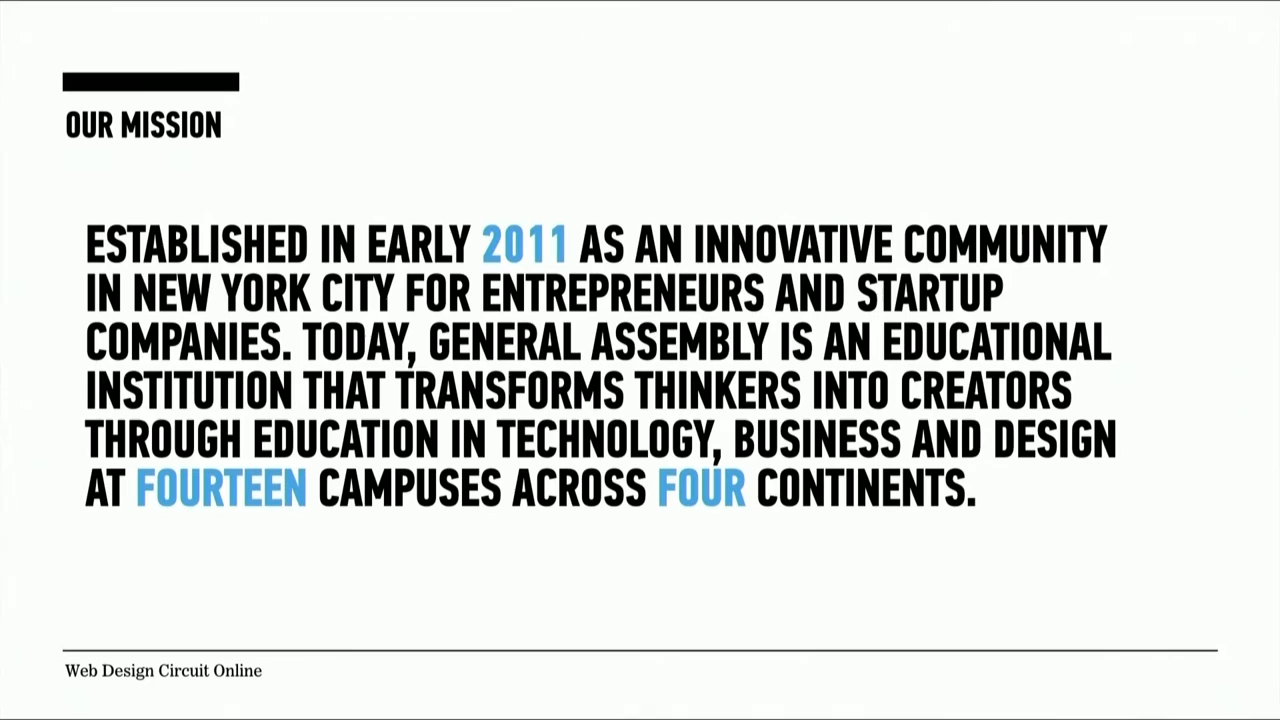 OUR MISSION
ESTABLISHED IN EARLY 2011 AS AN INNOVATIVE COMMUNITY
IN NEW YORK CITY FOR ENTREPRENEURS AND STARTUP
COMPANIES. TODAY, GENERAL ASSEMBLY IS AN EDUCATIONAL
INSTITUTION THAT TRANSFORMS THINKERS INTO CREATORS
THROUGH EDUCATION IN TECHNOLOGY, BUSINESS AND DESIGN
AT FOURTEEN CAMPUSES ACROSS FOUR CONTINENTS.
Web Design Circuit Online